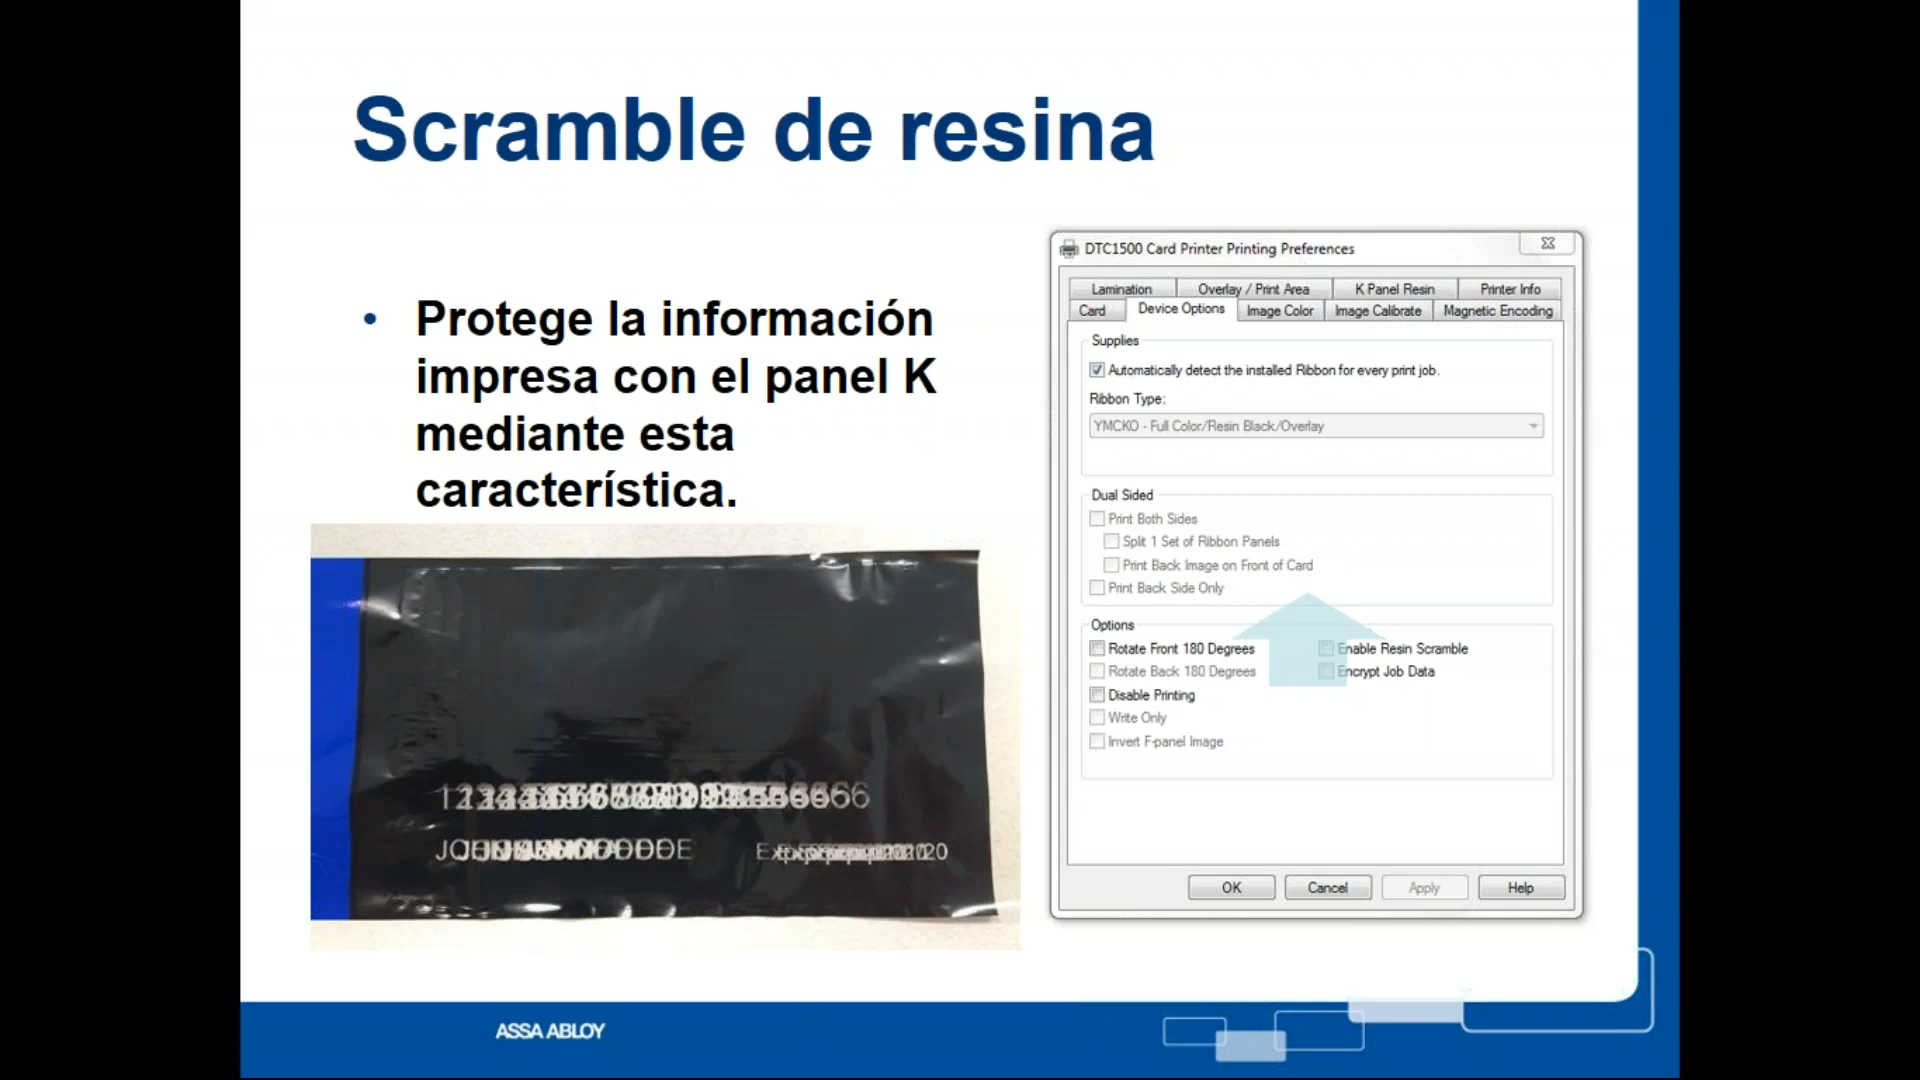 Scramble de resina
• Protege la información
impresa con el panel K
mediante esta
característica.
DTC1500 Card Printer Printing Preferences
Lamination Overlay / Print Area K Panel Resin Printer Info
Card Device Options Image Color Image Calibrate Magnetic Encoding
Supplies
Automatically detect the installed Ribbon for every print job.
Ribbon Type:
YMCKO - Full Color/Resin Black/Overlay
Dual Sided
Print Both Sides
Split 1 Set of Ribbon Panels
Print Back Image on Front of Card
Print Back Side Only
Options
Rotate Front 180 Degrees Enable Resin Scramble
Rotate Back 180 Degrees Encrypt Job Data
Disable Printing
Write Only
Invert F-panel Image
OK Cancel Apply Help
ASSA ABLOY